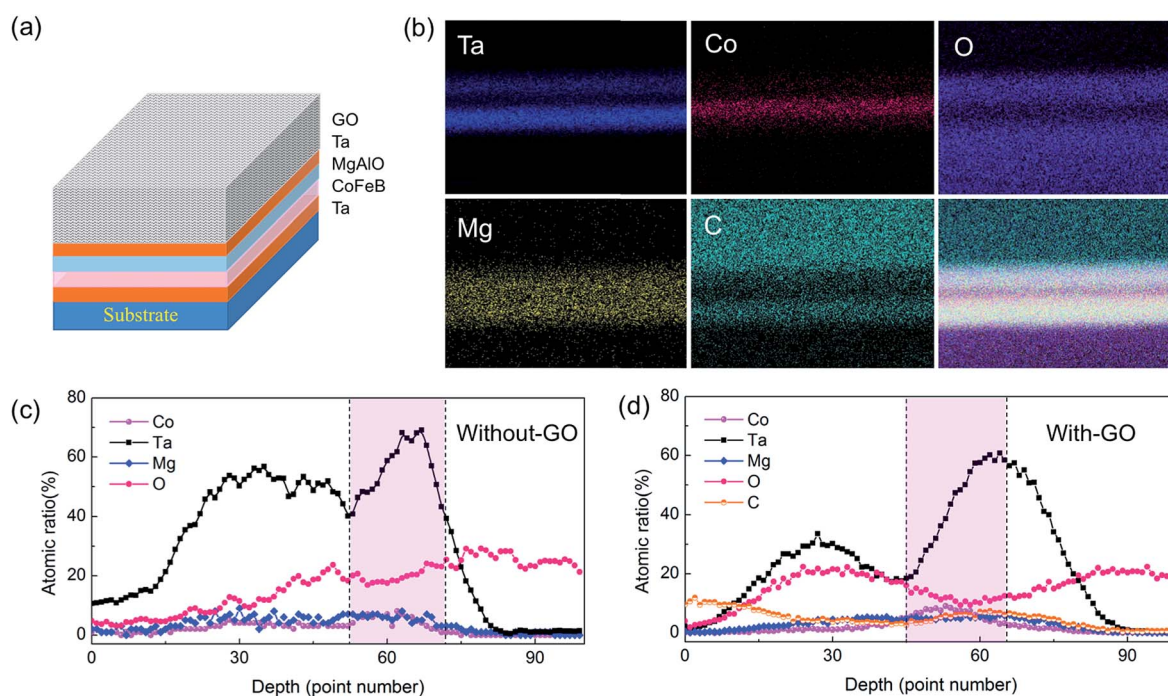 (a)
GO
Ta
MgAlO
CoFeB
Ta
Substrate
(b)
Ta
Co
O
Mg
C
(c)
80
60
40
20
0
Atomic ratio(%)
Co
Ta
Mg
O
Without-GO
0
30
60
90
Depth (point number)
(d)
80
60
40
20
0
Atomic ratio(%)
Co
Ta
Mg
O
C
With-GO
0
30
60
90
Depth (point number)